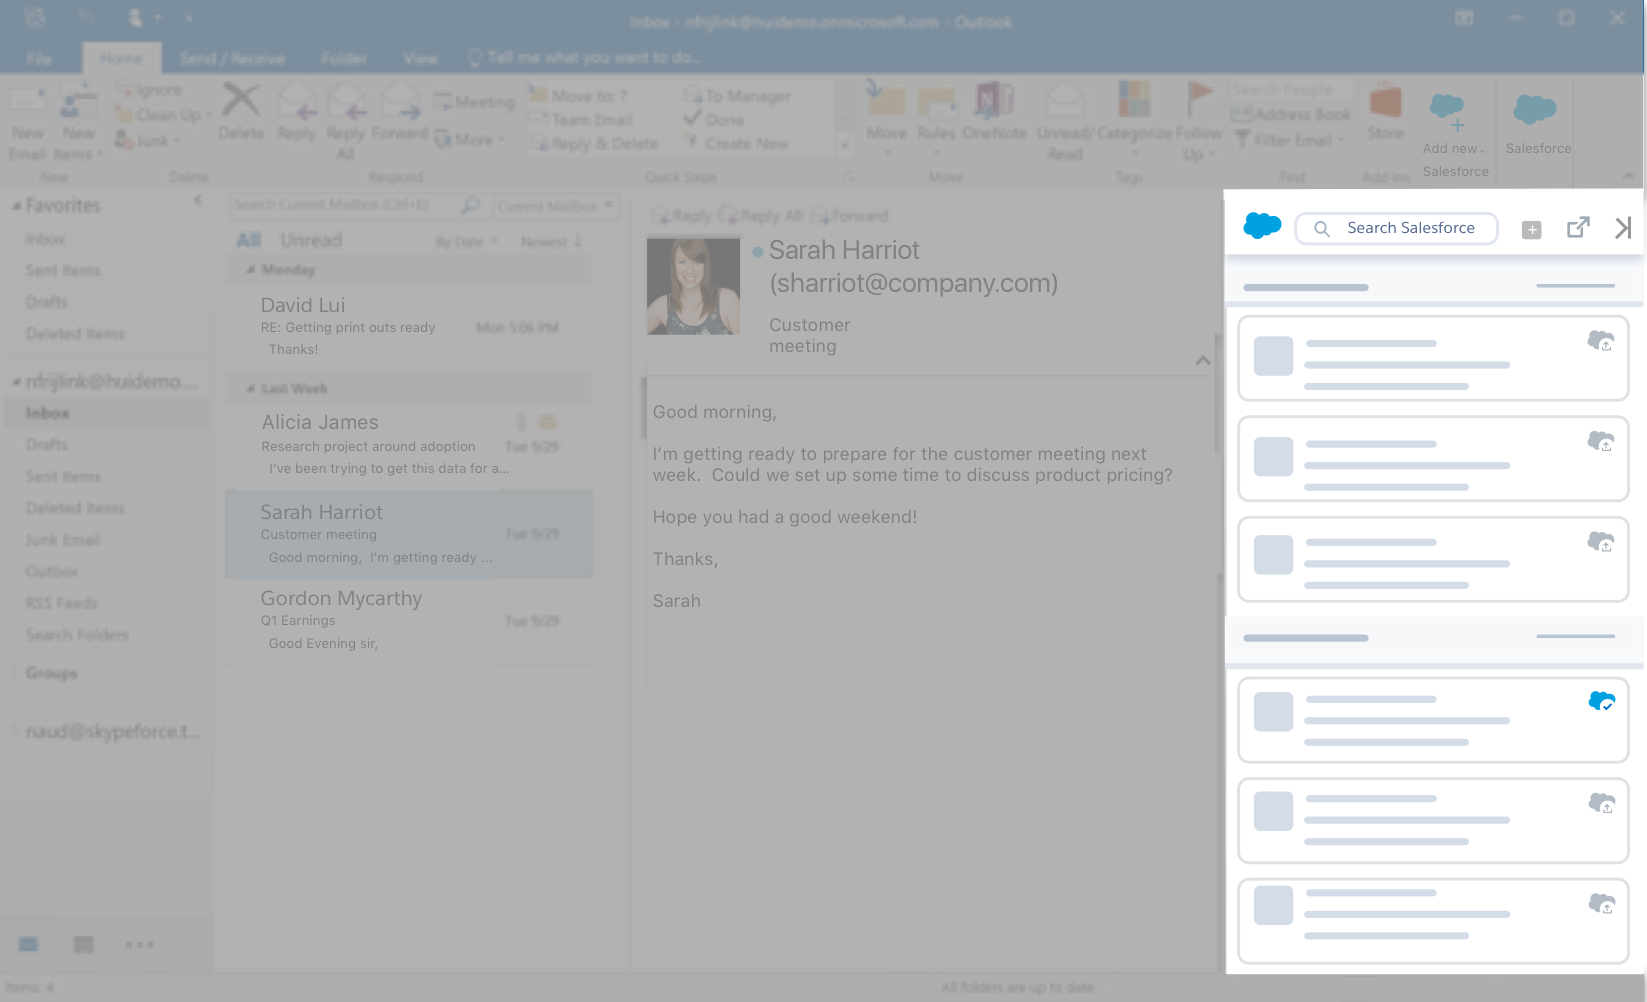 Inbox - nfrijlink@huidemo.onmicrosoft.com - Outlook
File Home Send / Receive Folder View Tell me what you want to do...
New Email
New Items
Ignore
Clean Up
Junk
Delete
Reply
Reply All
Forward
Meeting
More
Move to: ?
Team Email
Reply & Delete
To Manager
Done
Create New
Move
Rules
OneNote
Unread/ Read
Categorize
Follow Up
Search People
Address Book
Filter Email
Store
Add new
Salesforce
Salesforce
New Delete Respond Quick Steps Move Tags Find Add-ins
Favorites
Inbox
Sent Items
Drafts
Deleted Items
nfrijlink@huidemo....
Inbox
Drafts
Sent Items
Deleted Items
Junk Email
Outbox
RSS Feeds
Search Folders
Groups
naud@skypeforce.t...
Search Current Mailbox (Ctrl+E) Current Mailbox
All Unread By Date Newest
Monday
David Lui
RE: Getting print outs ready Mon 5:06 PM
Thanks!
Last Week
Alicia James
Research project around adoption Tue 9/29
I've been trying to get this data for a...
Sarah Harriot
Customer meeting Tue 9/29
Good morning, I'm getting ready ...
Gordon Mycarthy
Q1 Earnings Tue 9/29
Good Evening sir,
Reply Reply All Forward
Sarah Harriot
(sharriot@company.com)
Customer
meeting
Good morning,
I'm getting ready to prepare for the customer meeting next
week. Could we set up some time to discuss product pricing?
Hope you had a good weekend!
Thanks,
Sarah
Search Salesforce
Items: 4 All folders are up to date.